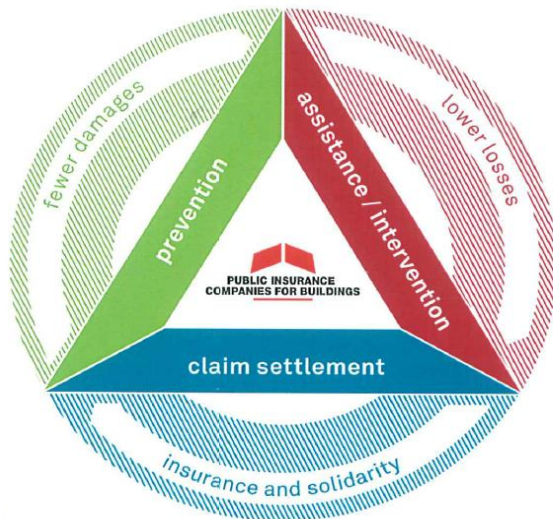 fewer damages
prevention
assistance / intervention
lower losses
PUBLIC INSURANCE
COMPANIES FOR BUILDINGS
claim settlement
insurance and solidarity